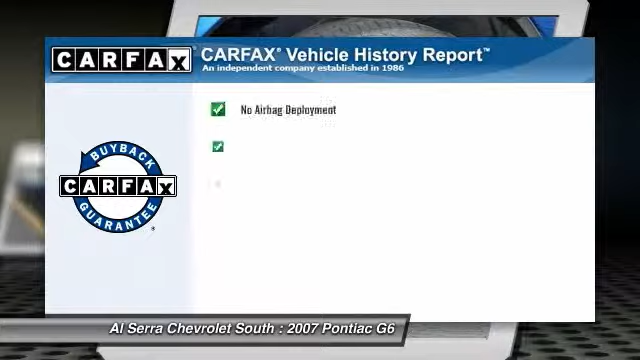 CARFAX CARFAX® Vehicle History Report™
An independent company established in 1986
No Airbag Deployment
BUYBACK
CARFAX
GUARANTEE®
Al Serra Chevrolet South : 2007 Pontiac G6